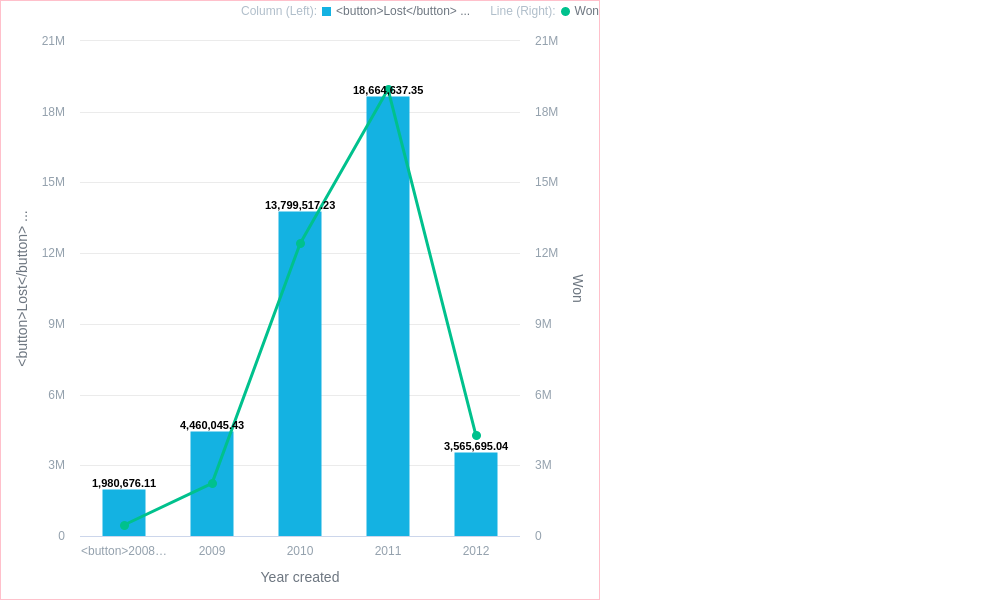 Column (Left): <button>Lost</button> ... Line (Right): Won
21M 21M
18,664,637.35
18M 18M
15M 15M
13,799,517.23
12M 12M
<button>Lost</button> ...
Won
9M 9M
6M 6M
4,460,045.43
3,565,695.04
3M 3M
1,980,676.11
0 0
<button>2008... 2009 2010 2011 2012
Year created